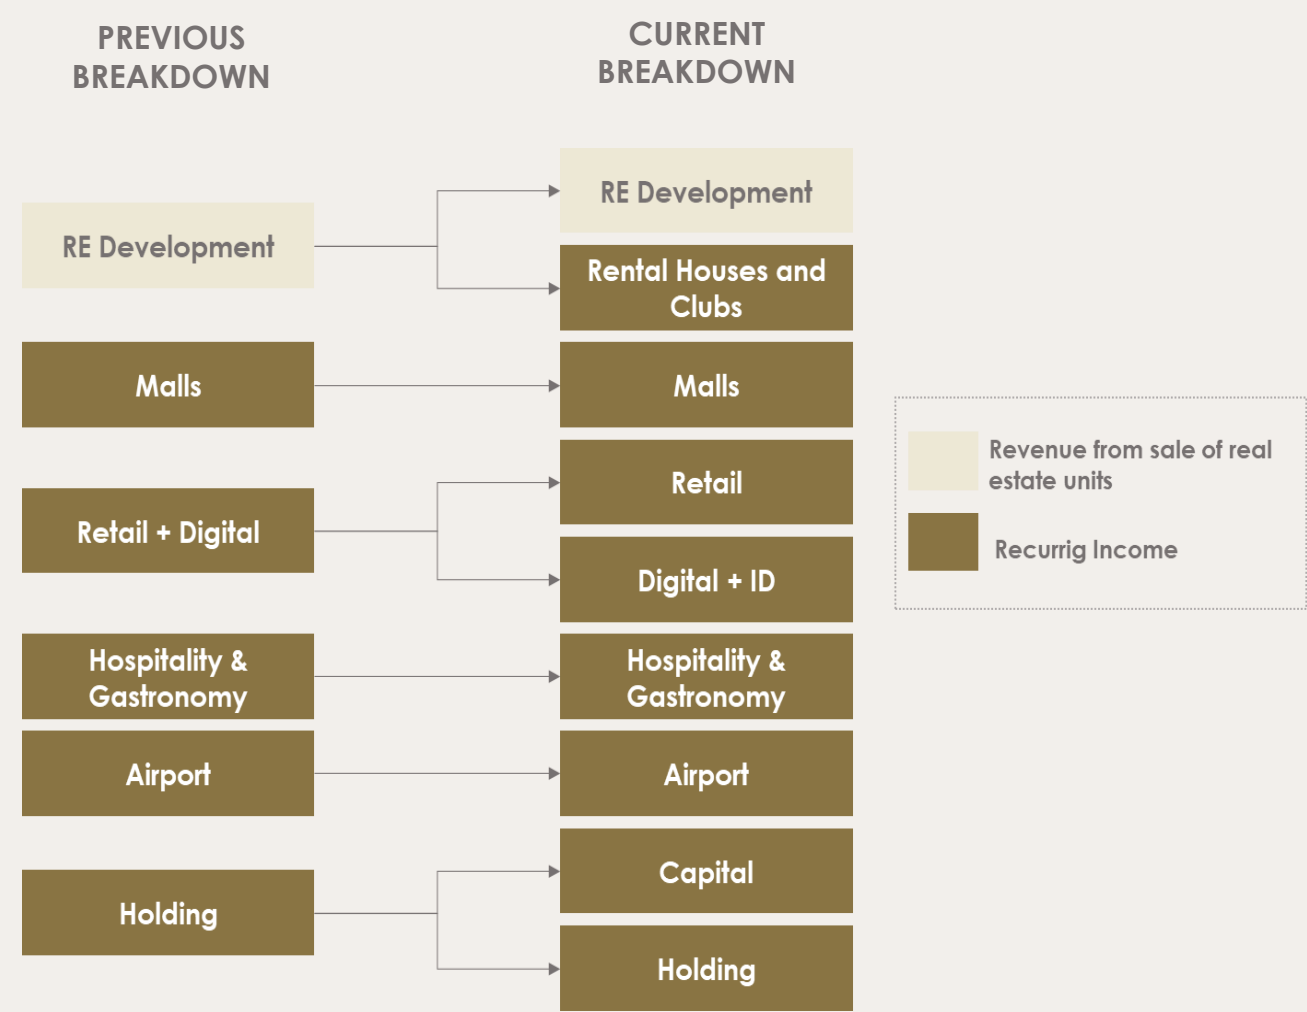 PREVIOUS
BREAKDOWN
CURRENT
BREAKDOWN
RE Development
Malls
Retail + Digital
Hospitality &
Gastronomy
Airport
Holding
RE Development
Rental Houses and
Clubs
Malls
Retail
Digital + ID
Hospitality &
Gastronomy
Airport
Capital
Holding
Revenue from sale of real
estate units
Recurrig Income